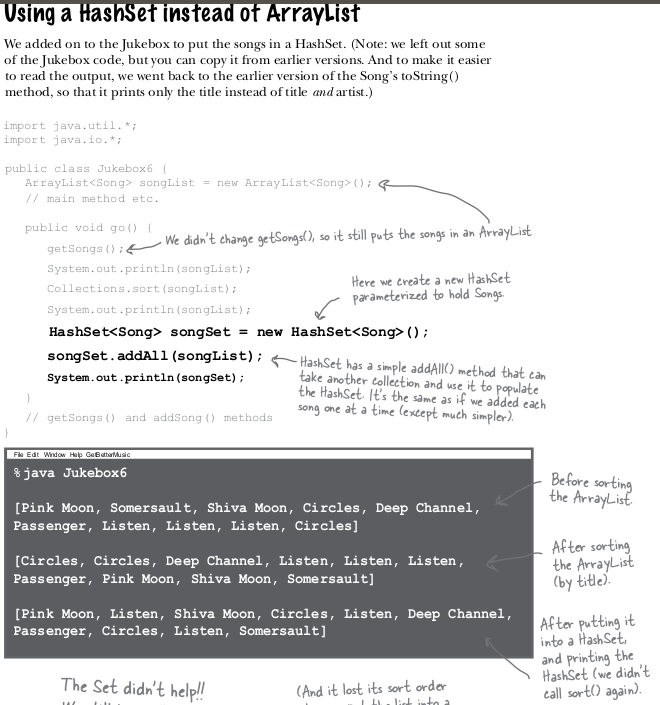 Using a HashSet instead of ArrayList
We added on to the Jukebox to put the songs in a HashSet. (Note: we left out some
of the Jukebox code, but you can copy it from earlier versions. And to make it easier
to read the output, we went back to the earlier version of the Song's toString()
method, so that it prints only the title instead of title and artist.)
import java.util.*;
import java.io.*;
public class Jukebox6 {
ArrayList<Song> songList = new ArrayList<Song>();
// main method etc.
public void go() {
We didn't change getSongs(), so it still puts the songs in an ArrayList
getSongs();
System.out.println(songList);
Collections.sort(songList);
System.out.println(songList);
Here we create a new HashSet
parameterized to hold Songs.
HashSet<Song> songSet = new HashSet<Song>();
songSet.addAll(songList);
System.out.println(songSet);
HashSet has a simple addAll() method that can
take another collection and use it to populate
the HashSet. It's the same as if we added each
song one at a time (except much simpler).
}
// getSongs() and addSong() methods
}
File Edit Window Help GetBetterMusic
%java Jukebox6
[Pink Moon, Somersault, Shiva Moon, Circles, Deep Channel,
Passenger, Listen, Listen, Listen, Circles]
Before sorting
the ArrayList.
[Circles, Circles, Deep Channel, Listen, Listen, Listen,
Passenger, Pink Moon, Shiva Moon, Somersault]
After sorting
the ArrayList
(by title).
[Pink Moon, Listen, Shiva Moon, Circles, Listen, Deep Channel,
Passenger, Circles, Listen, Somersault]
After putting it
into a HashSet,
and printing the
HashSet (we didn't
call sort() again).
The Set didn't help!!
(And it lost its sort order